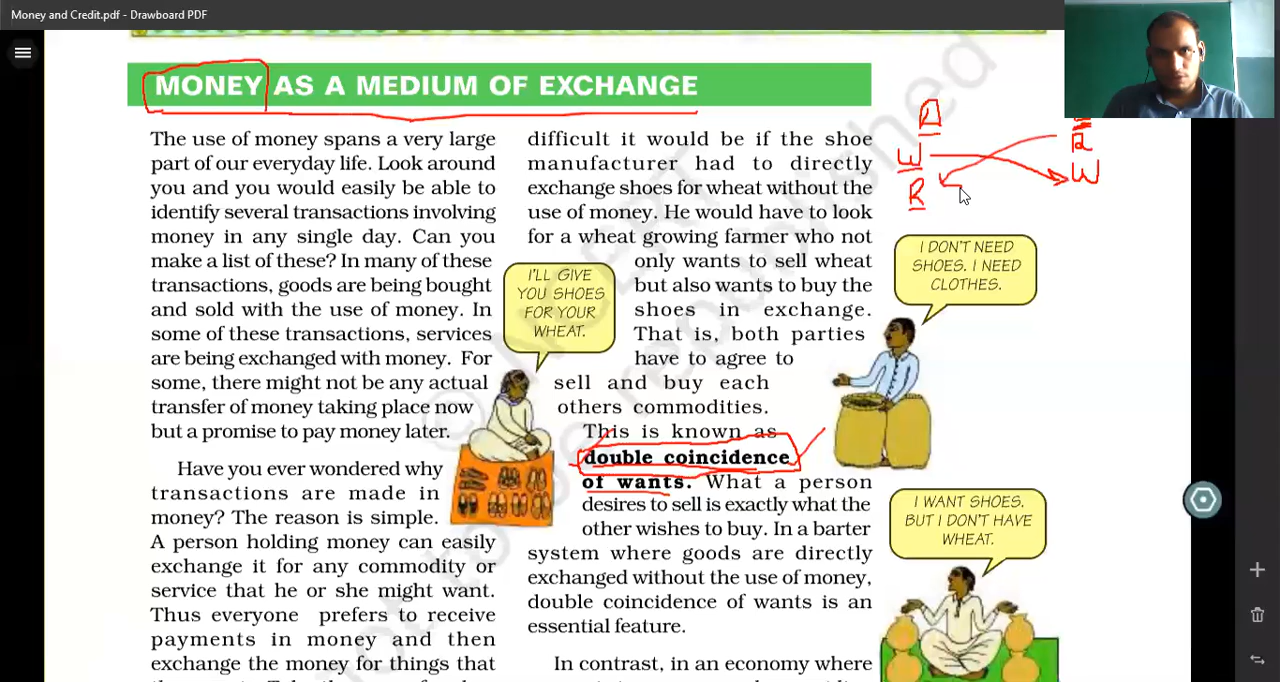 Money and Credit.pdf - Drawboard PDF
MONEY AS A MEDIUM OF EXCHANGE
The use of money spans a very large
part of our everyday life. Look around
you and you would easily be able to
identify several transactions involving
money in any single day. Can you
make a list of these? In many of these
transactions, goods are being bought
and sold with the use of money. In
some of these transactions, services
are being exchanged with money. For
some, there might not be any actual
transfer of money taking place now
but a promise to pay money later.
Have you ever wondered why
transactions are made in
money? The reason is simple.
A person holding money can easily
exchange it for any commodity or
service that he or she might want.
Thus everyone prefers to receive
payments in money and then
exchange the money for things that
I'LL GIVE
YOU SHOES
FOR YOUR
WHEAT.
difficult it would be if the shoe
manufacturer had to directly
exchange shoes for wheat without the
use of money. He would have to look
for a wheat growing farmer who not
only wants to sell wheat
but also wants to buy the
shoes in exchange.
That is, both parties
have to agree to
sell and buy each
others commodities.
This is known as
double coincidence
of wants. What a person
desires to sell is exactly what the
other wishes to buy. In a barter
system where goods are directly
exchanged without the use of money,
double coincidence of wants is an
essential feature.
In contrast, in an economy where
W
R
R
W
I DON'T NEED
SHOES. I NEED
CLOTHES.
I WANT SHOES.
BUT I DON'T HAVE
WHEAT.
© NCERT
not to be republished